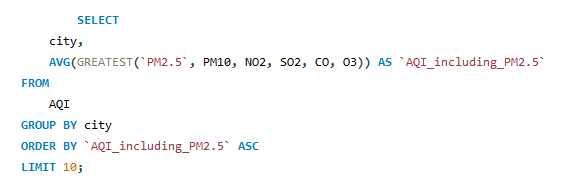 SELECT
city,
AVG(GREATEST(`PM2.5`, PM10, NO2, SO2, CO, O3)) AS `AQI_including_PM2.5`
FROM
AQI
GROUP BY city
ORDER BY `AQI_including_PM2.5` ASC
LIMIT 10;